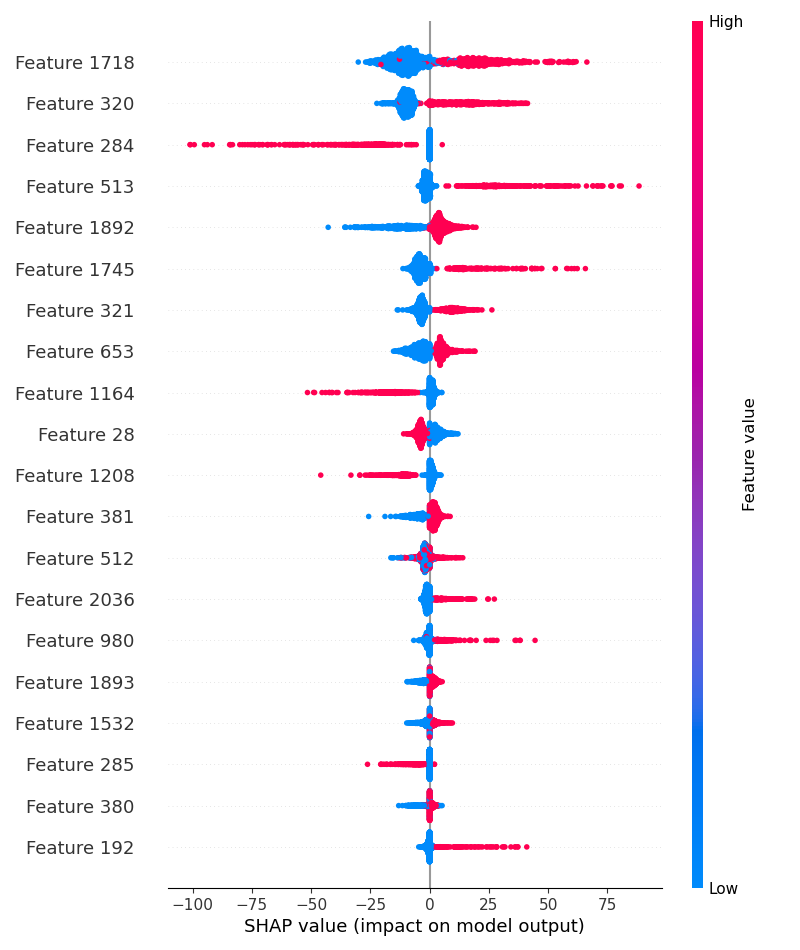 High
Feature 1718
Feature 320
Feature 284
Feature 513
Feature 1892
Feature 1745
Feature 321
Feature 653
Feature 1164
Feature 28
Feature 1208
Feature 381
Feature 512
Feature 2036
Feature 980
Feature 1893
Feature 1532
Feature 285
Feature 380
Feature 192
Feature value
Low
−100 −75 −50 −25 0 25 50 75
SHAP value (impact on model output)